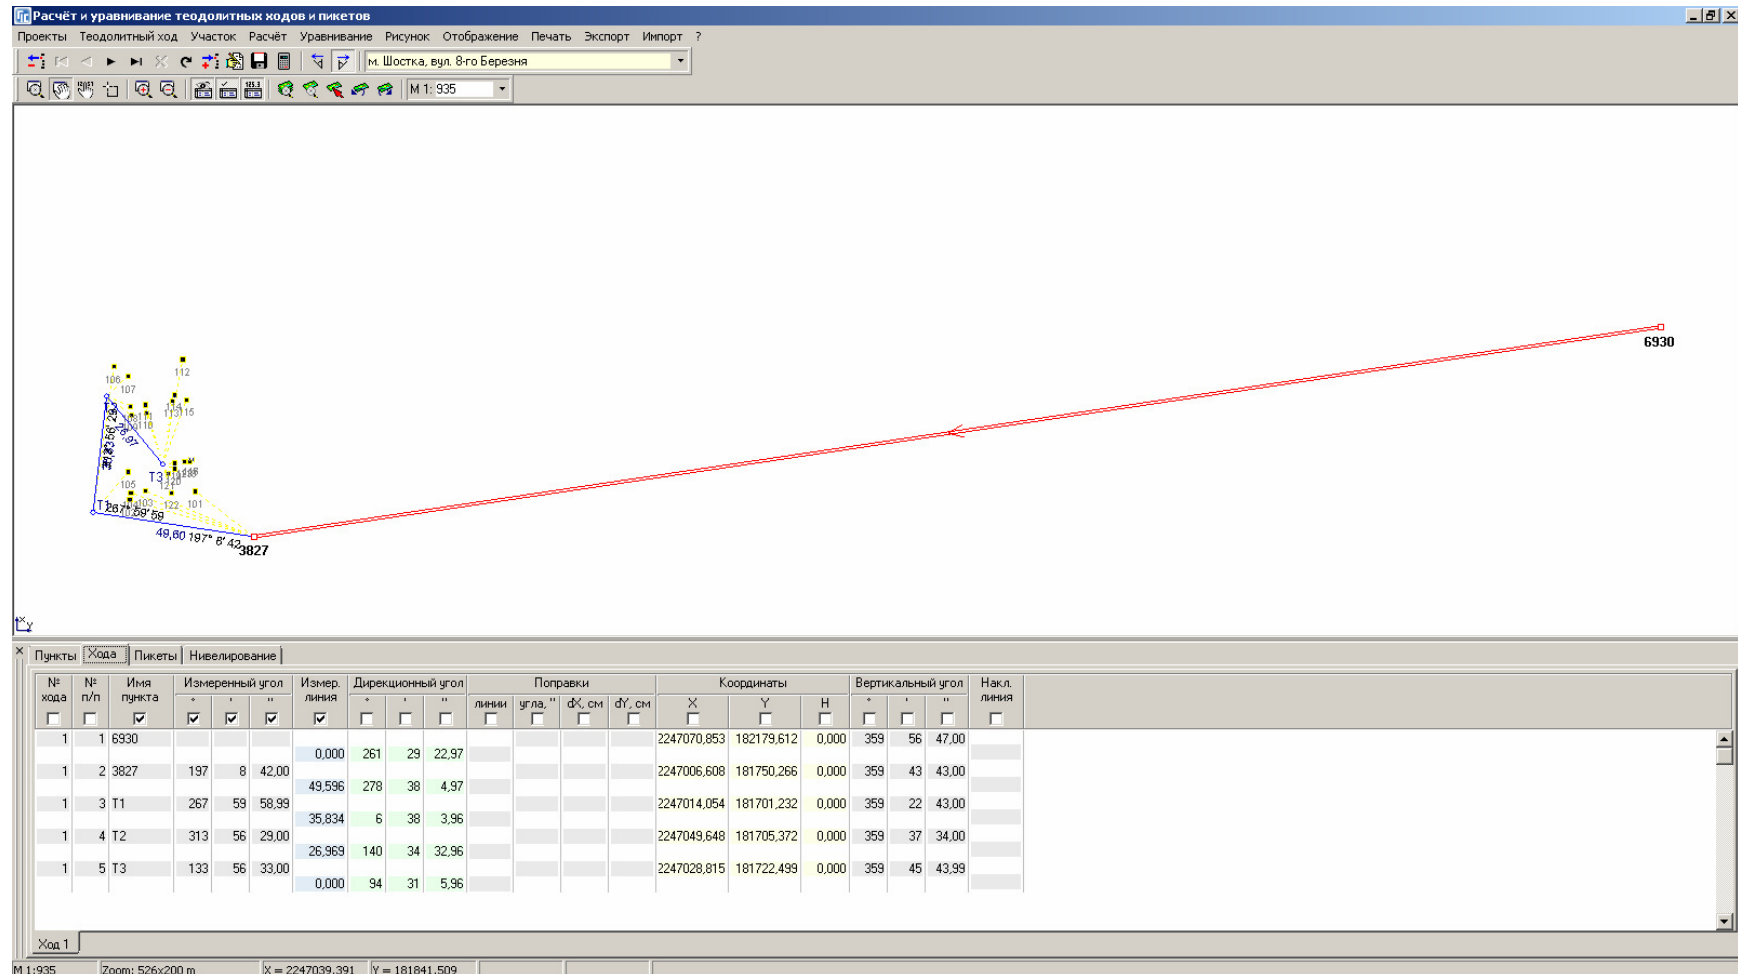 Расчёт и уравнивание теодолитных ходов и пикетов
Проекты Теодолитный ход Участок Расчёт Уравнивание Рисунок Отображение Печать Экспорт Импорт ?
м. Шостка, вул. 8-го Березня
М 1: 935
6930
112
106
107
T3
105
103
122
101
121
120
T1
26,97
267° 59' 59
49,60 197° 8' 42
3827
x
y
Пункты Хода Пикеты Нивелирование
№ хода № п/п Имя пункта Измеренный угол Измер. линия Дирекционный угол Поправки Координаты Вертикальный угол Накл. линия
° ' " ° ' " линии угла, " dX, см dY, см X Y H ° ' "
1 1 6930 2247070,853 182179,612 0,000 359 56 47,00
0,000 261 29 22,97
1 2 3827 197 8 42,00 2247006,608 181750,266 0,000 359 43 43,00
49,596 278 38 4,97
1 3 T1 267 59 58,99 2247014,054 181701,232 0,000 359 22 43,00
35,834 6 38 3,96
1 4 T2 313 56 29,00 2247049,648 181705,372 0,000 359 37 34,00
26,969 140 34 32,96
1 5 T3 133 56 33,00 2247028,815 181722,499 0,000 359 45 43,99
0,000 94 31 5,96
Ход 1
М 1:935 Zoom: 526x200 m X = 2247039,391 Y = 181841,509